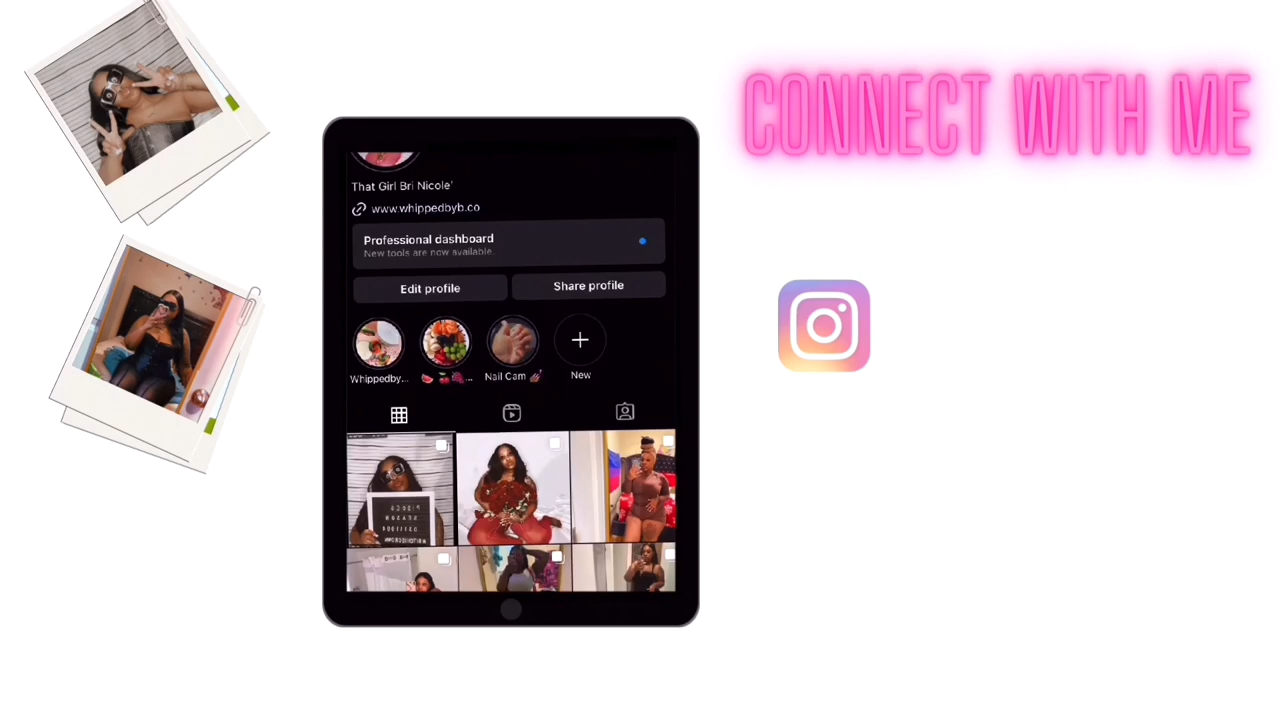 CONNECT WITH ME
That Girl Bri Nicole'
www.whippedbyb.co
Professional dashboard
New tools are now available.
Edit profile
Share profile
Whippedby...
...
Nail Cam
New